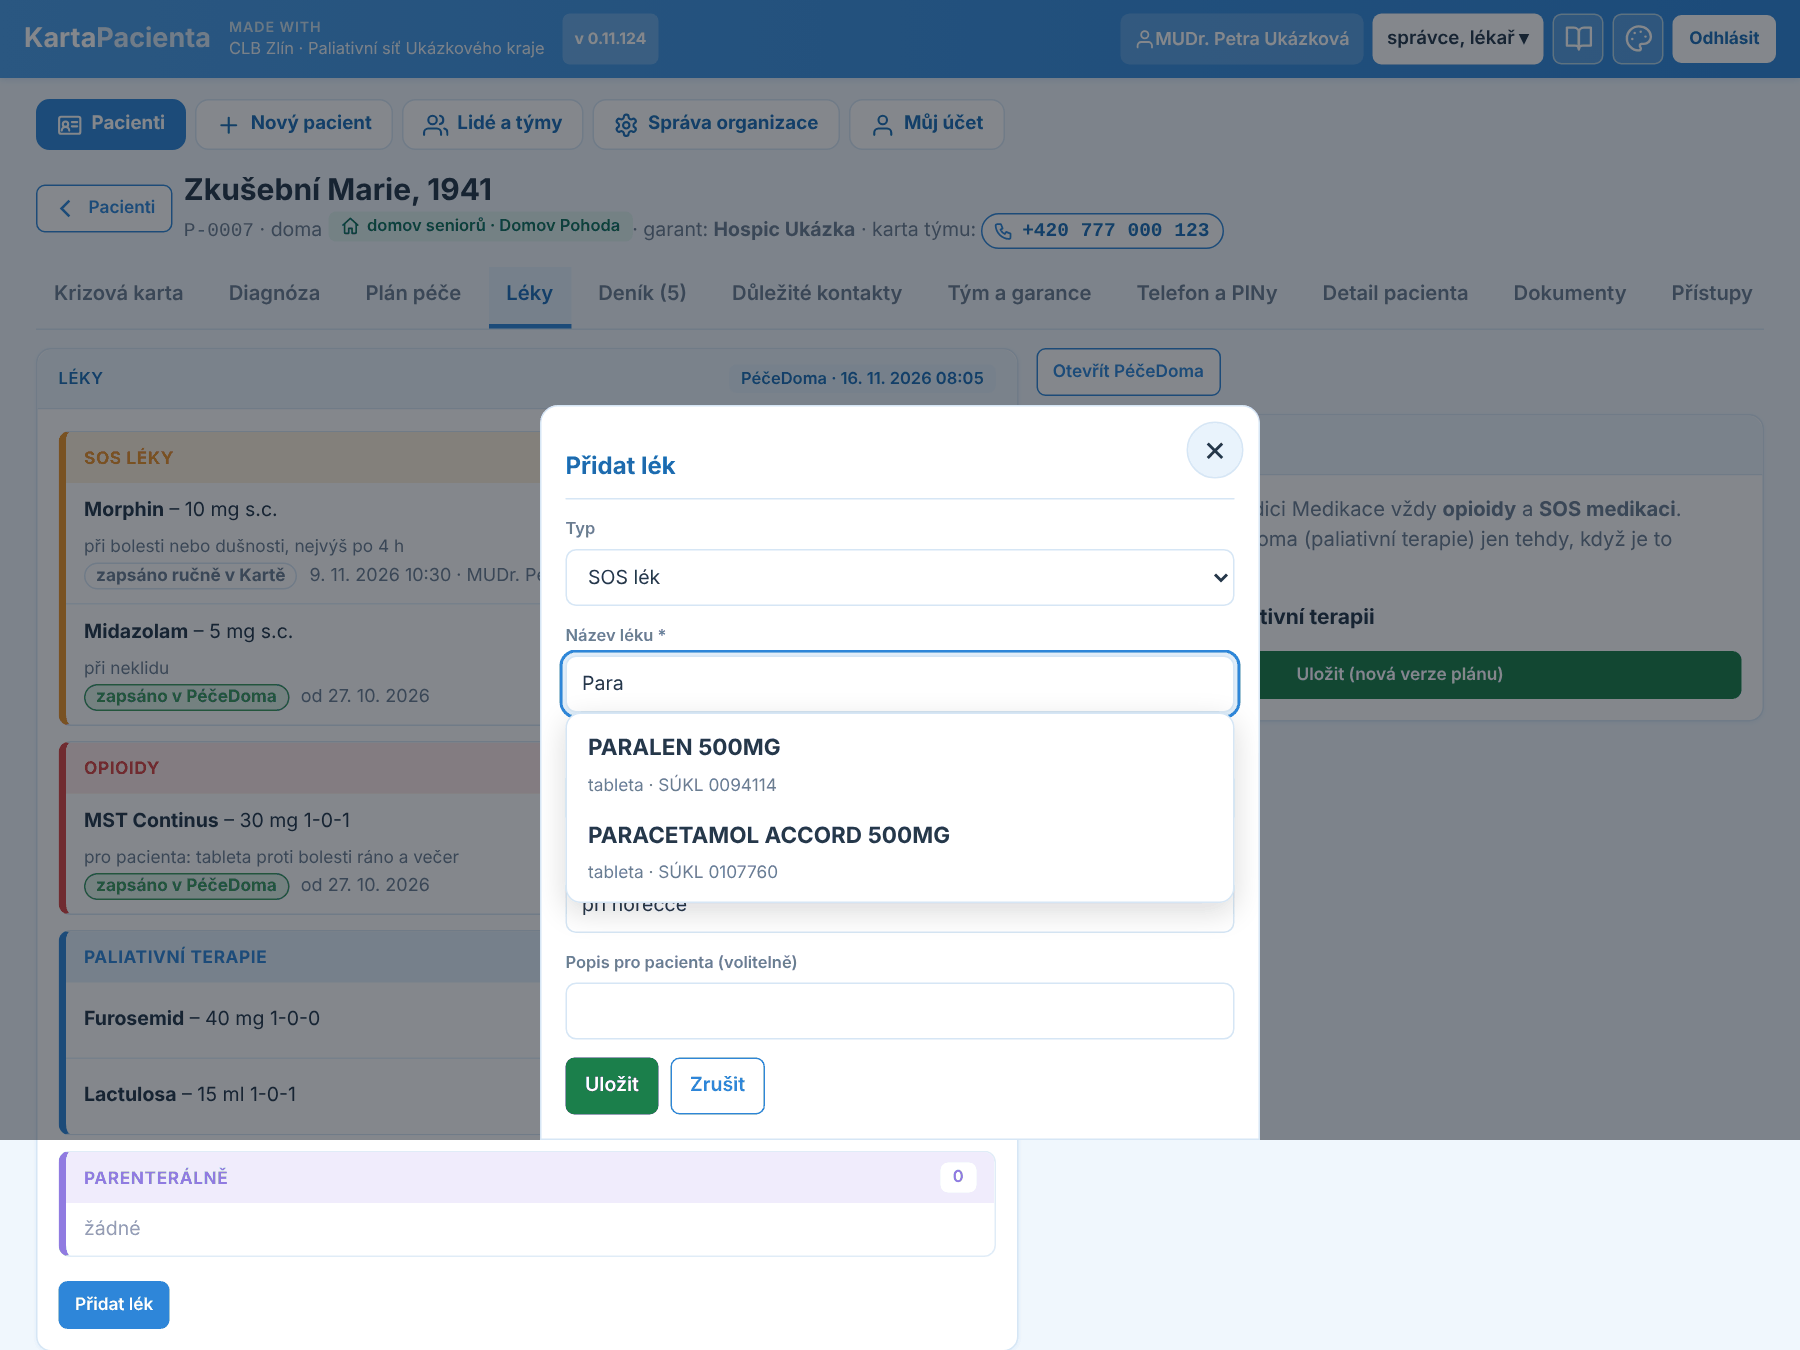 KartaPacienta
MADE WITH
CLB Zlín · Paliativní síť Ukázkového kraje
v 0.11.124
MUDr. Petra Ukázková
správce, lékař ▾
Odhlásit
Pacienti
Nový pacient
Lidé a týmy
Správa organizace
Můj účet
Pacienti
Zkušební Marie, 1941
P-0007 · doma domov seniorů · Domov Pohoda · garant: Hospic Ukázka · karta týmu: +420 777 000 123
Krizová karta
Diagnóza
Plán péče
Léky
Deník (5)
Důležité kontakty
Tým a garance
Telefon a PINy
Detail pacienta
Dokumenty
Přístupy
LÉKY
PéčeDoma · 16. 11. 2026 08:05
Otevřít PéčeDoma
SOS LÉKY
Morphin – 10 mg s.c.
při bolesti nebo dušnosti, nejvýš po 4 h
zapsáno ručně v Kartě 9. 11. 2026 10:30 · MUDr.
Midazolam – 5 mg s.c.
při neklidu
zapsáno v PéčeDoma od 27. 10. 2026
OPIOIDY
MST Continus – 30 mg 1-0-1
pro pacienta: tableta proti bolesti ráno a večer
zapsáno v PéčeDoma od 27. 10. 2026
PALIATIVNÍ TERAPIE
Furosemid – 40 mg 1-0-0
Lactulosa – 15 ml 1-0-1
PARENTERÁLNĚ
0
žádné
Přidat lék
Přidat lék
Typ
SOS lék
Název léku *
Para
PARALEN 500MG
tableta · SÚKL 0094114
PARACETAMOL ACCORD 500MG
tableta · SÚKL 0107760
při horečce
Popis pro pacienta (volitelně)
Uložit
Zrušit
Medikace vždy opioidy a SOS medikaci.
(paliativní terapie) jen tehdy, když je to
terapii
Uložit (nová verze plánu)